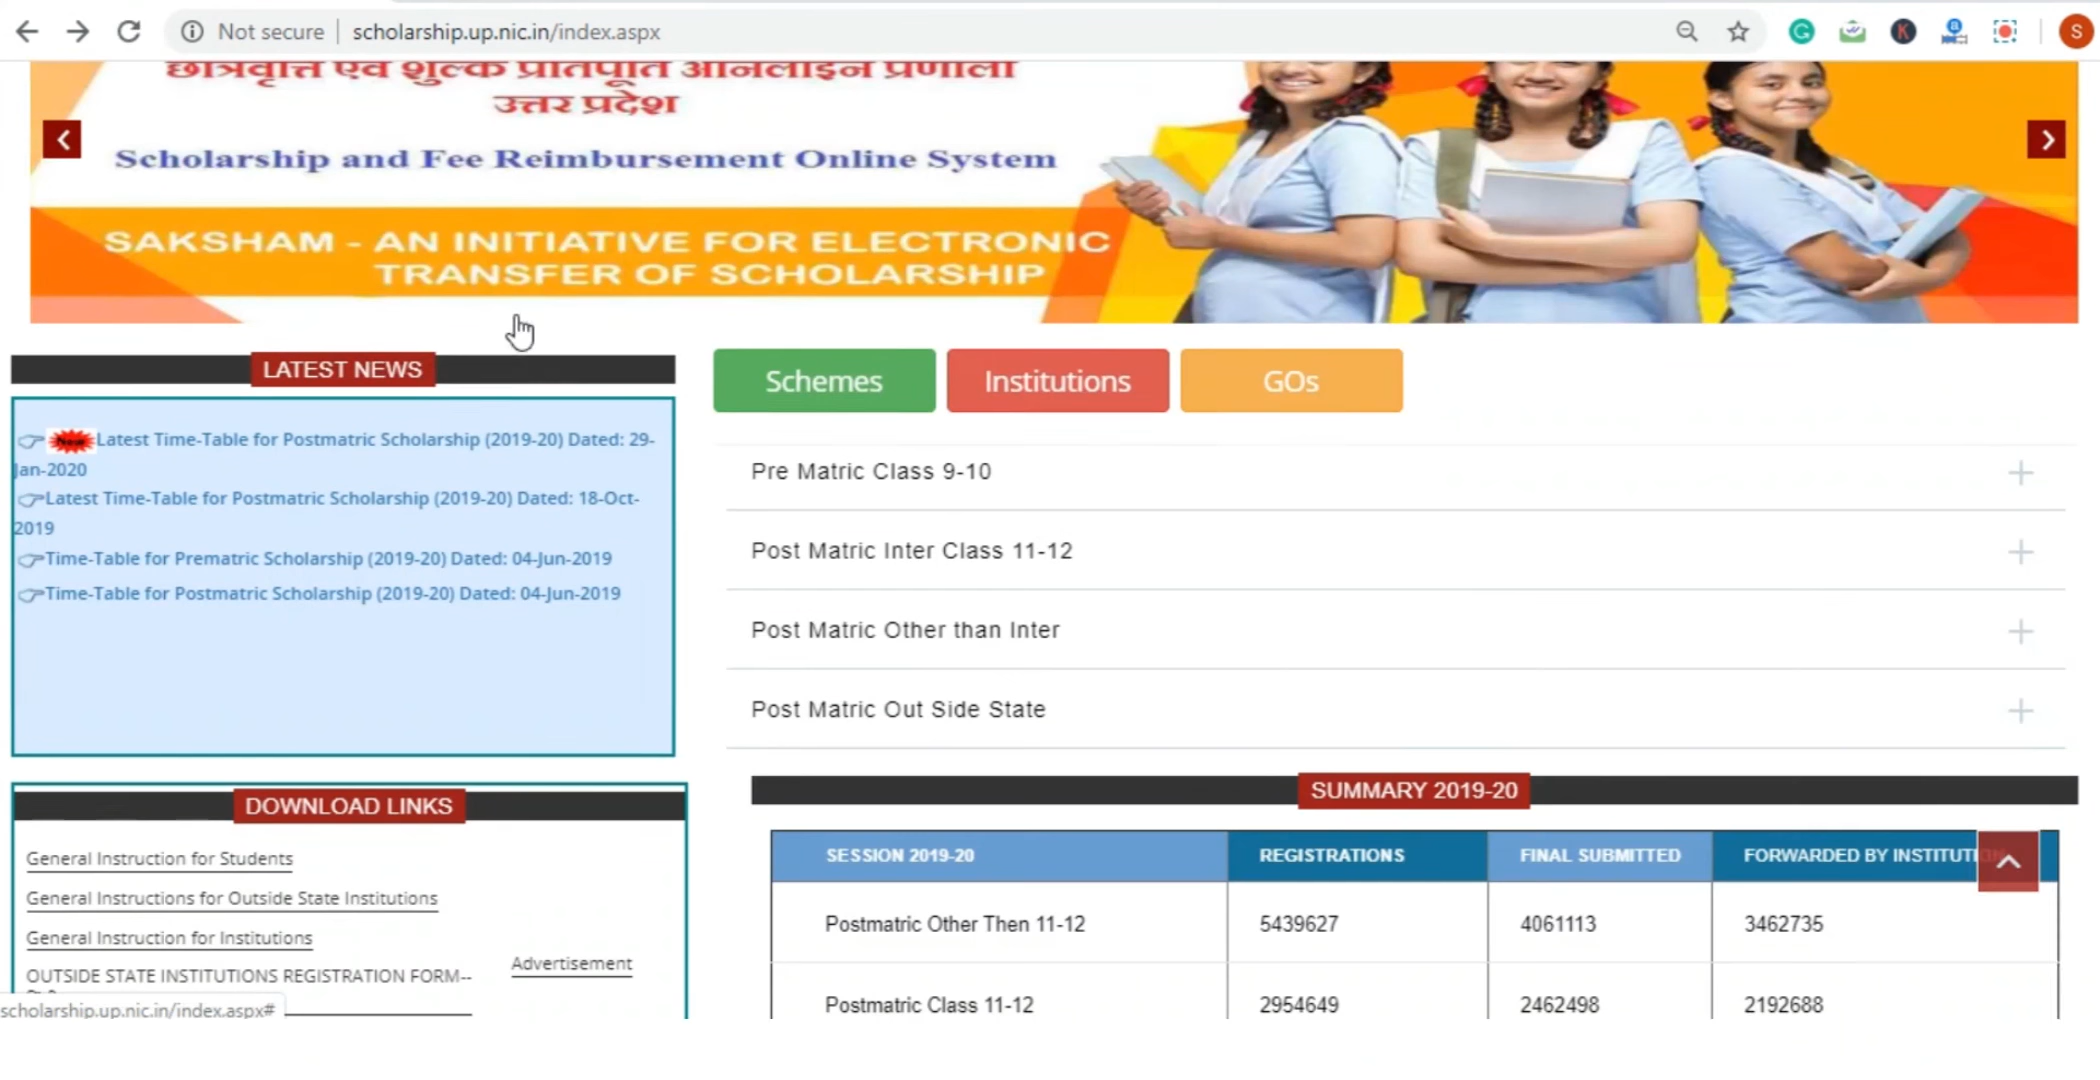 Not secure
scholarship.up.nic.in/index.aspx
S
छात्रवृत्ति एवं शुल्क प्रतिपूर्ति ऑनलाइन प्रणाली
उत्तर प्रदेश
Scholarship and Fee Reimbursement Online System
SAKSHAM - AN INITIATIVE FOR ELECTRONIC
TRANSFER OF SCHOLARSHIP
LATEST NEWS
New Latest Time-Table for Postmatric Scholarship (2019-20) Dated: 29-
Jan-2020
Latest Time-Table for Postmatric Scholarship (2019-20) Dated: 18-Oct-
2019
Time-Table for Prematric Scholarship (2019-20) Dated: 04-Jun-2019
Time-Table for Postmatric Scholarship (2019-20) Dated: 04-Jun-2019
Schemes
Institutions
GOs
Pre Matric Class 9-10
Post Matric Inter Class 11-12
Post Matric Other than Inter
Post Matric Out Side State
DOWNLOAD LINKS
General Instruction for Students
General Instructions for Outside State Institutions
General Instruction for Institutions
OUTSIDE STATE INSTITUTIONS REGISTRATION FORM--
Advertisement
scholarship.up.nic.in/index.aspx#
SUMMARY 2019-20
SESSION 2019-20 REGISTRATIONS FINAL SUBMITTED FORWARDED BY
Postmatric Other Then 11-12 5439627 4061113 3462735
Postmatric Class 11-12 2954649 2462498 2192688